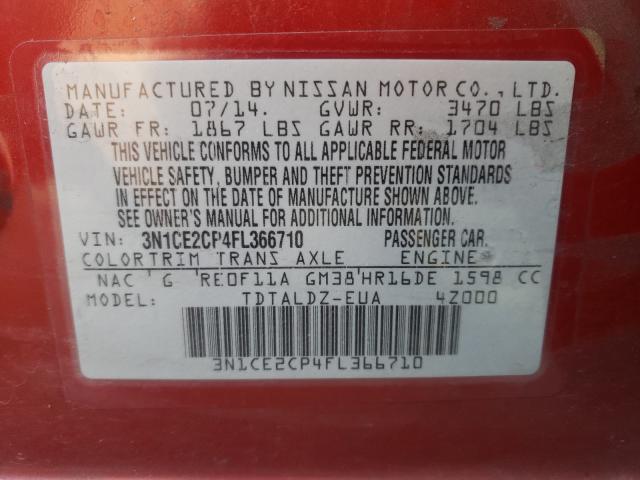 MANUFACTURED BY NISSAN MOTOR CO., LTD.
DATE: 07/14. GVWR: 3470 LBS
GAWR FR: 1867 LBS GAWR RR: 1704 LBS
THIS VEHICLE CONFORMS TO ALL APPLICABLE FEDERAL MOTOR
VEHICLE SAFETY, BUMPER AND THEFT PREVENTION STANDARDS
IN EFFECT ON THE DATE OF MANUFACTURE SHOWN ABOVE.
SEE OWNER'S MANUAL FOR ADDITIONAL INFORMATION.
VIN: 3N1CE2CP4FL366710 PASSENGER CAR.
COLOR TRIM TRANS AXLE ENGINE
NAC G RE0F11A GM38 HR16DE 1598 CC
MODEL: TDTALDZ-EUA 4Z000
3N1CE2CP4FL366710